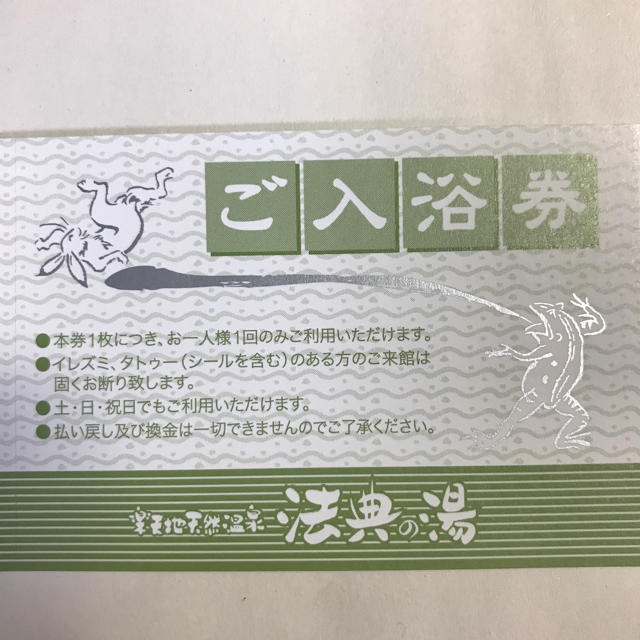 ご入浴券
●本券1枚につき、お一人様1回のみご利用いただけます。
●イレズミ、タトゥー(シールを含む)のある方のご来館は
固くお断り致します。
●土・日・祝日でもご利用いただけます。
●払い戻し及び換金は一切できませんのでご了承ください。
楽天地天然温泉 法典の湯